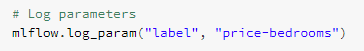 # Log parameters
mlflow.log_param("label", "price-bedrooms")